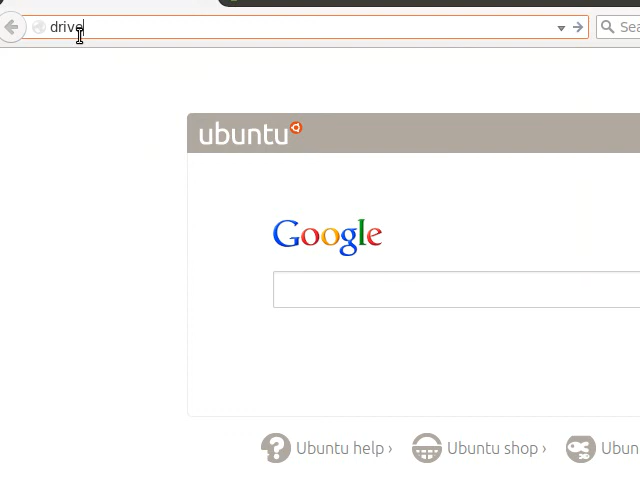 drive
Sea
ubuntu
Google
Ubuntu help ›
Ubuntu shop ›
Ubun